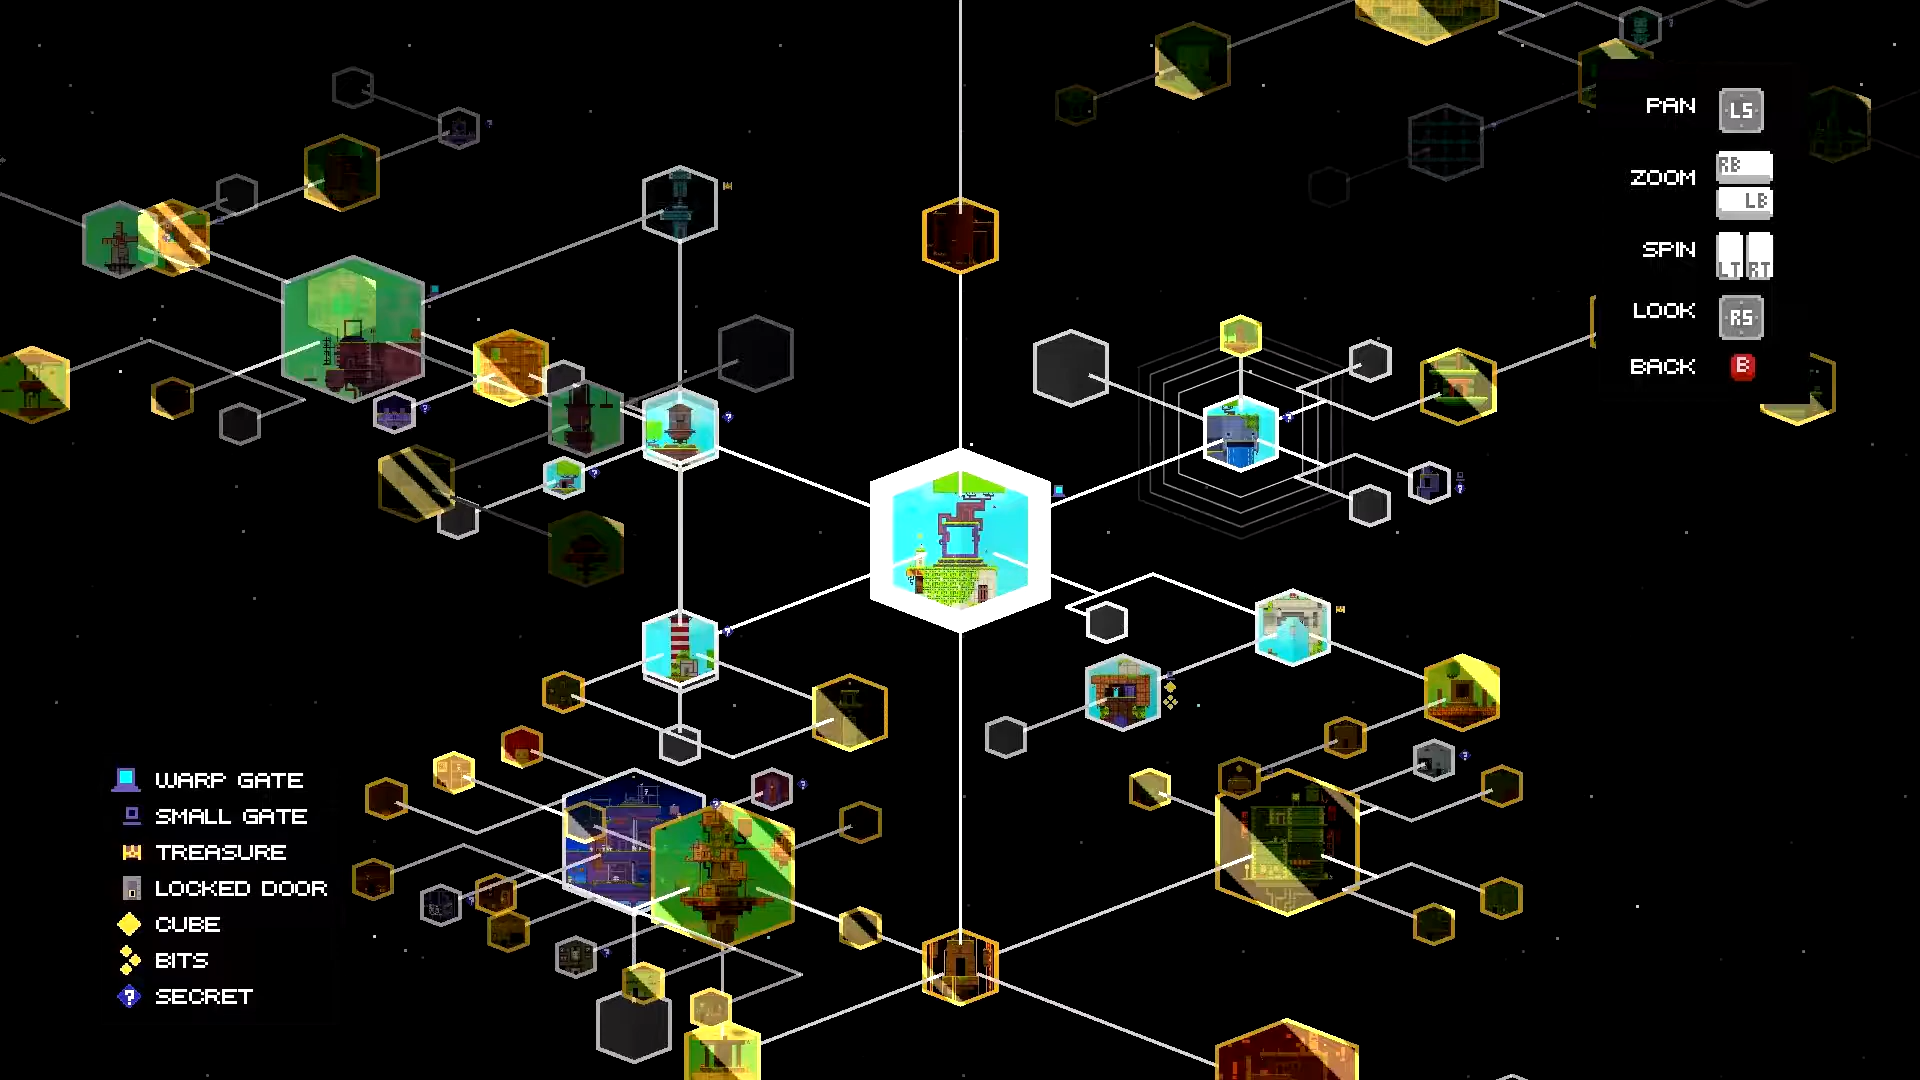 PAN LS
ZOOM RB
LB
SPIN LT RT
LOOK RS
BACK B
WARP GATE
SMALL GATE
TREASURE
LOCKED DOOR
CUBE
BITS
? SECRET